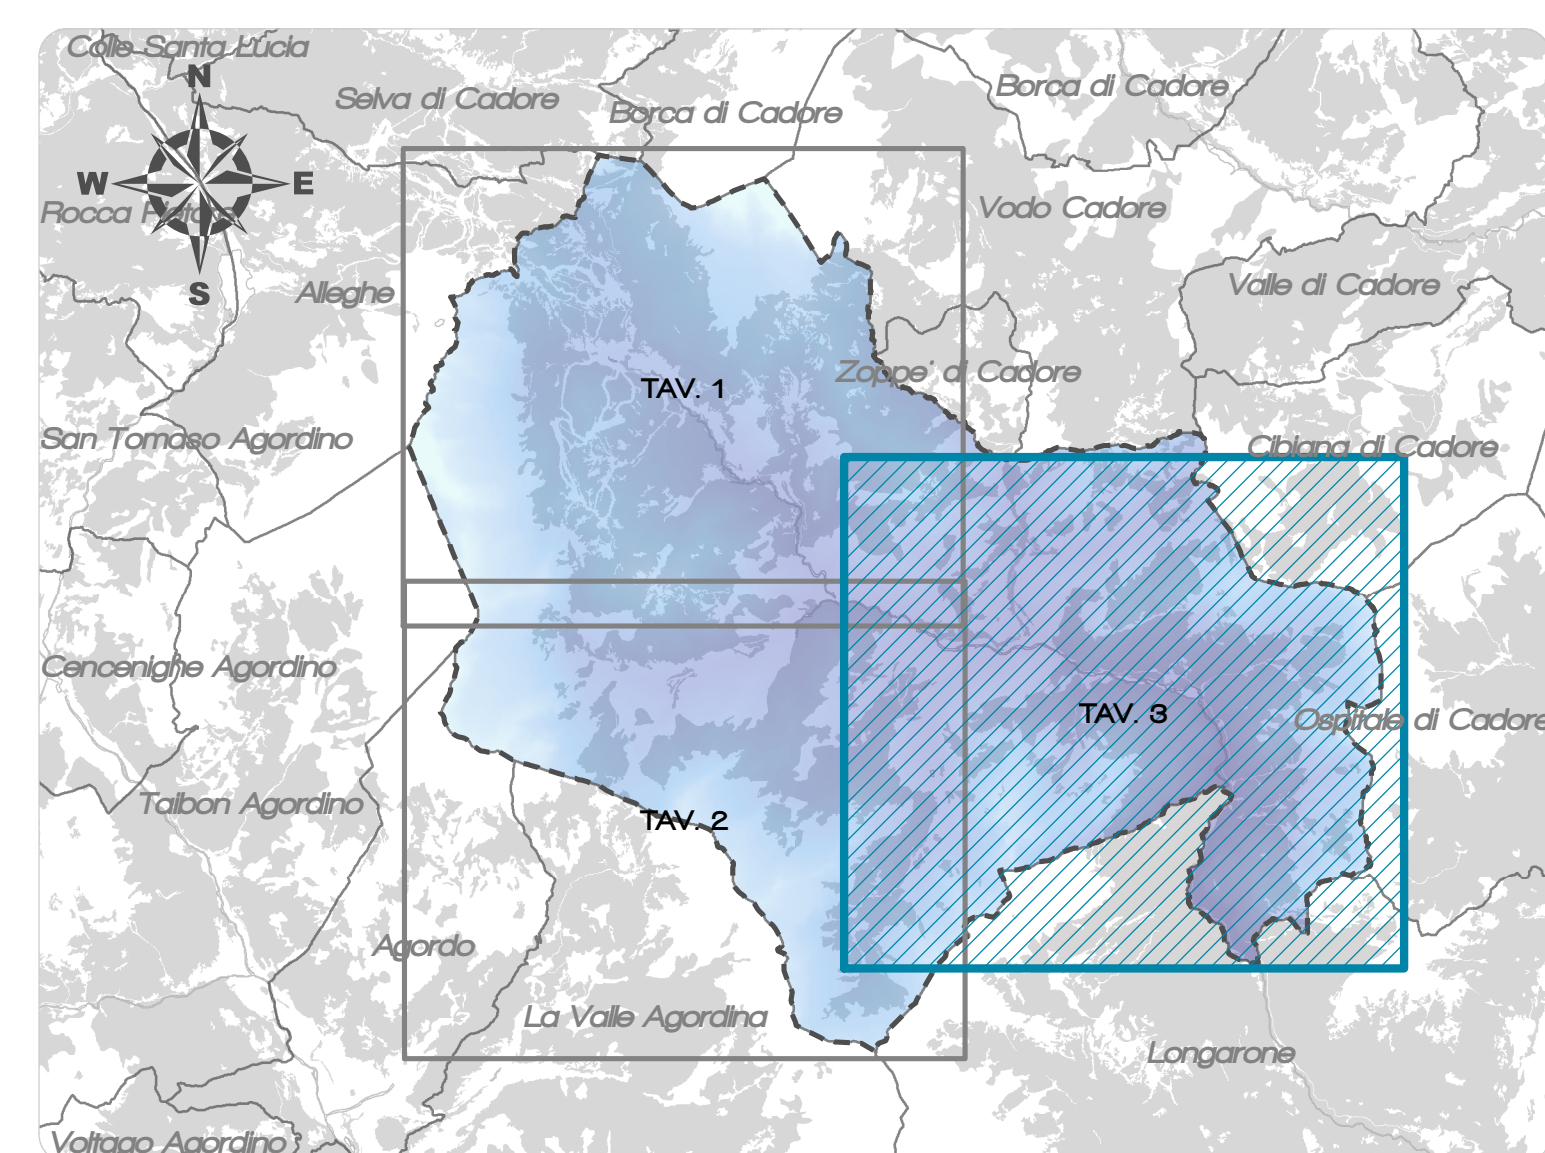 Colle Santa Lucia
N
Selva di Cadore
Borca di Cadore
Borca di Cadore
W
E
Rocca
Vodo Cadore
S
Alleghe
Valle di Cadore
Zoppe' di Cadore
TAV. 1
San Tomaso Agordino
Cibiana di Cadore
Cencenighe Agordino
TAV. 3
Ospitale di Cadore
Taibon Agordino
TAV. 2
Agordo
La Valle Agordina
Longarone
Voltago Agordino